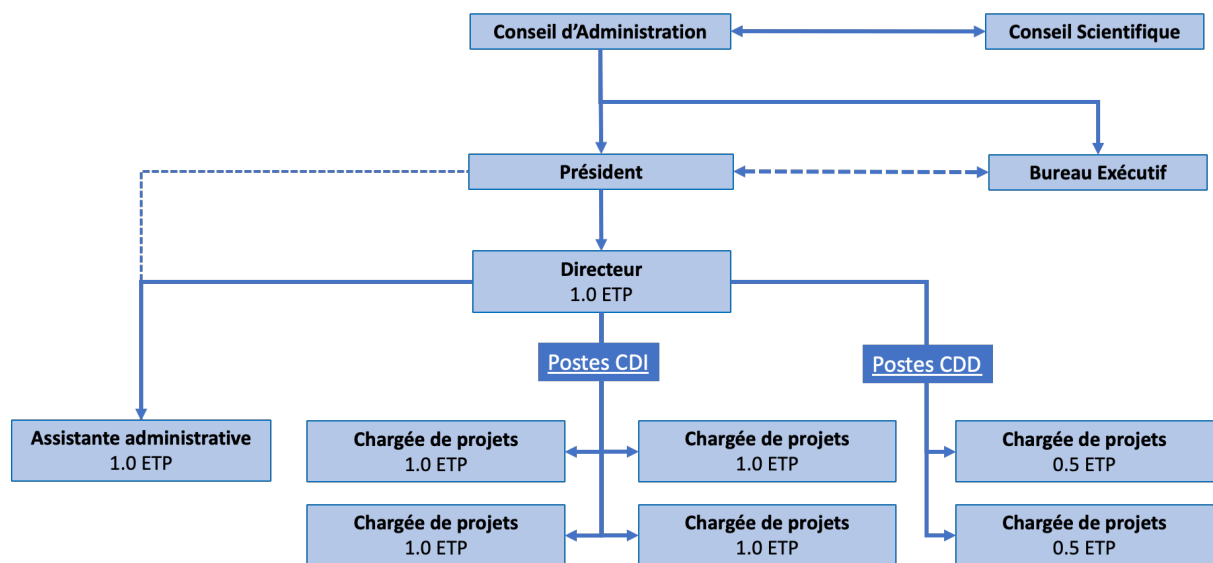 Conseil d’Administration
Conseil Scientifique
Président
Bureau Exécutif
Directeur
1.0 ETP
Postes CDI
Postes CDD
Assistante administrative
1.0 ETP
Chargée de projets
1.0 ETP
Chargée de projets
1.0 ETP
Chargée de projets
0.5 ETP
Chargée de projets
1.0 ETP
Chargée de projets
1.0 ETP
Chargée de projets
0.5 ETP